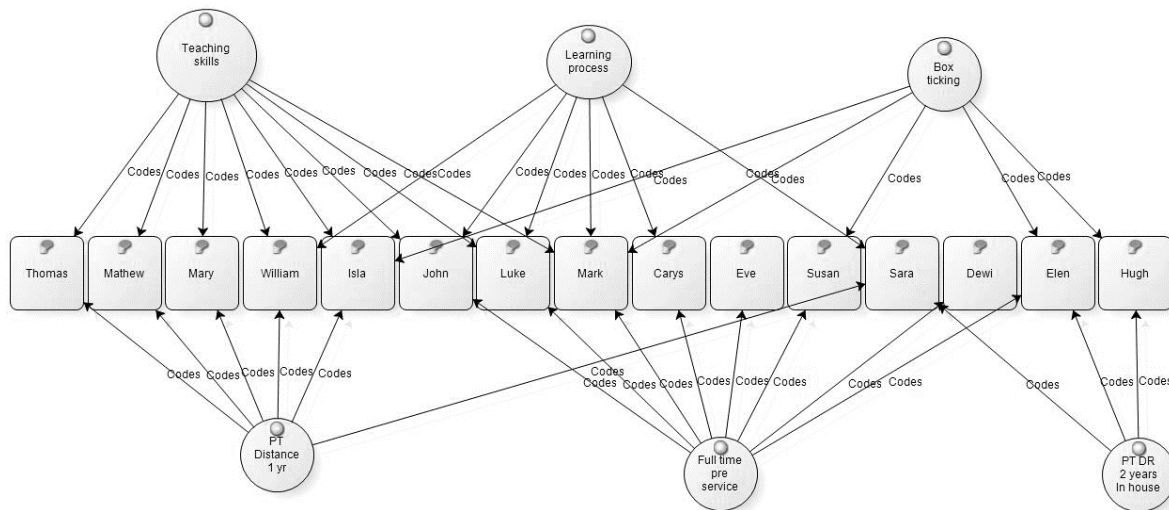 Teaching
skills
Learning
process
Box
ticking
Codes Codes Codes Codes Codes Codes Codes Codes Codes Codes Codes Codes Codes Codes Codes Codes Codes Codes Codes
Thomas Mathew Mary William Isla John Luke Mark Carys Eve Susan Sara Dewi Elen Hugh
Codes Codes Codes Codes Codes Codes Codes Codes Codes Codes Codes Codes Codes Codes Codes Codes Codes
PT
Distance
1 yr
Full time
pre
service
PT DR
2 years
In house